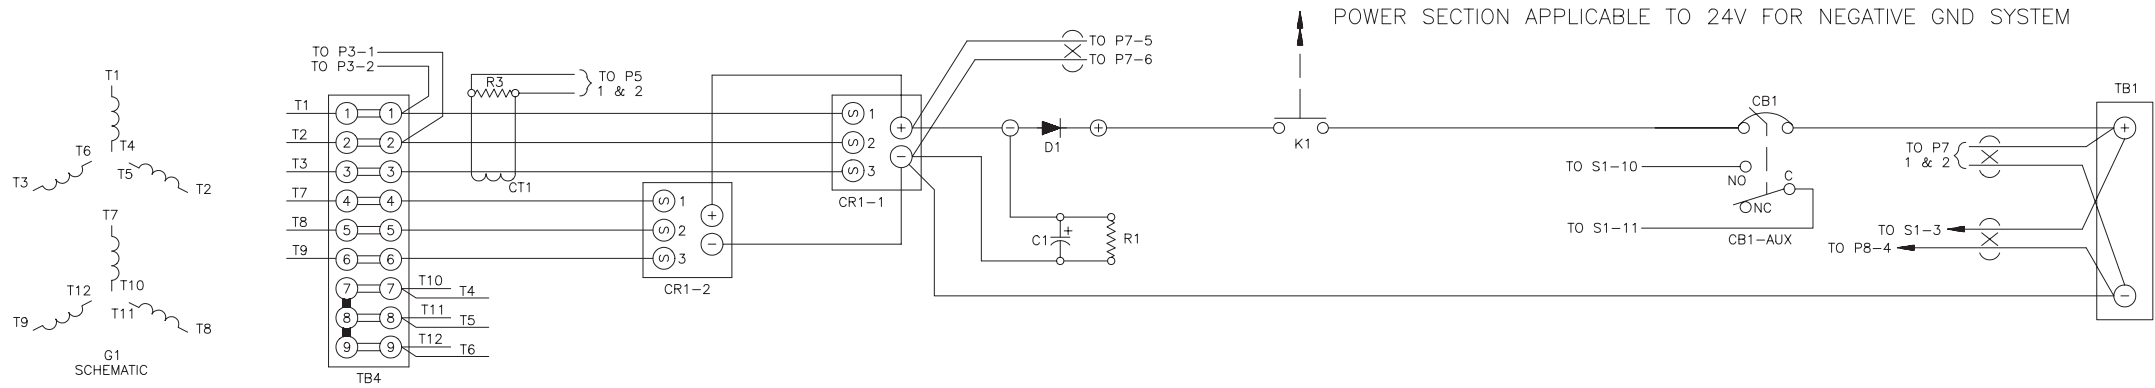 POWER SECTION APPLICABLE TO 24V FOR NEGATIVE GND SYSTEM
TO P3-1
TO P3-2
TO P7-5
TO P7-6
T1
T6
T4
T5
T3
T2
T7
T12
T10
T11
T9
T8
G1
SCHEMATIC
T1 1 1
T2 2 2
T3 3 3
T7 4 4
T8 5 5
T9 6 6
7 7 T10
T4
8 8 T11
T5
9 9 T12
T6
TB4
R3
TO P5
1 & 2
CT1
S 1 +
S 2 −
S 3
CR1-2
S 1 +
S 2 −
S 3
CR1-1
− D1 +
C1 +
R1
K1
CB1
TO S1-10
NO
C
NC
TO S1-11
CB1-AUX
TO P7
1 & 2
TO S1-3
TO P8-4
TB1
+
−